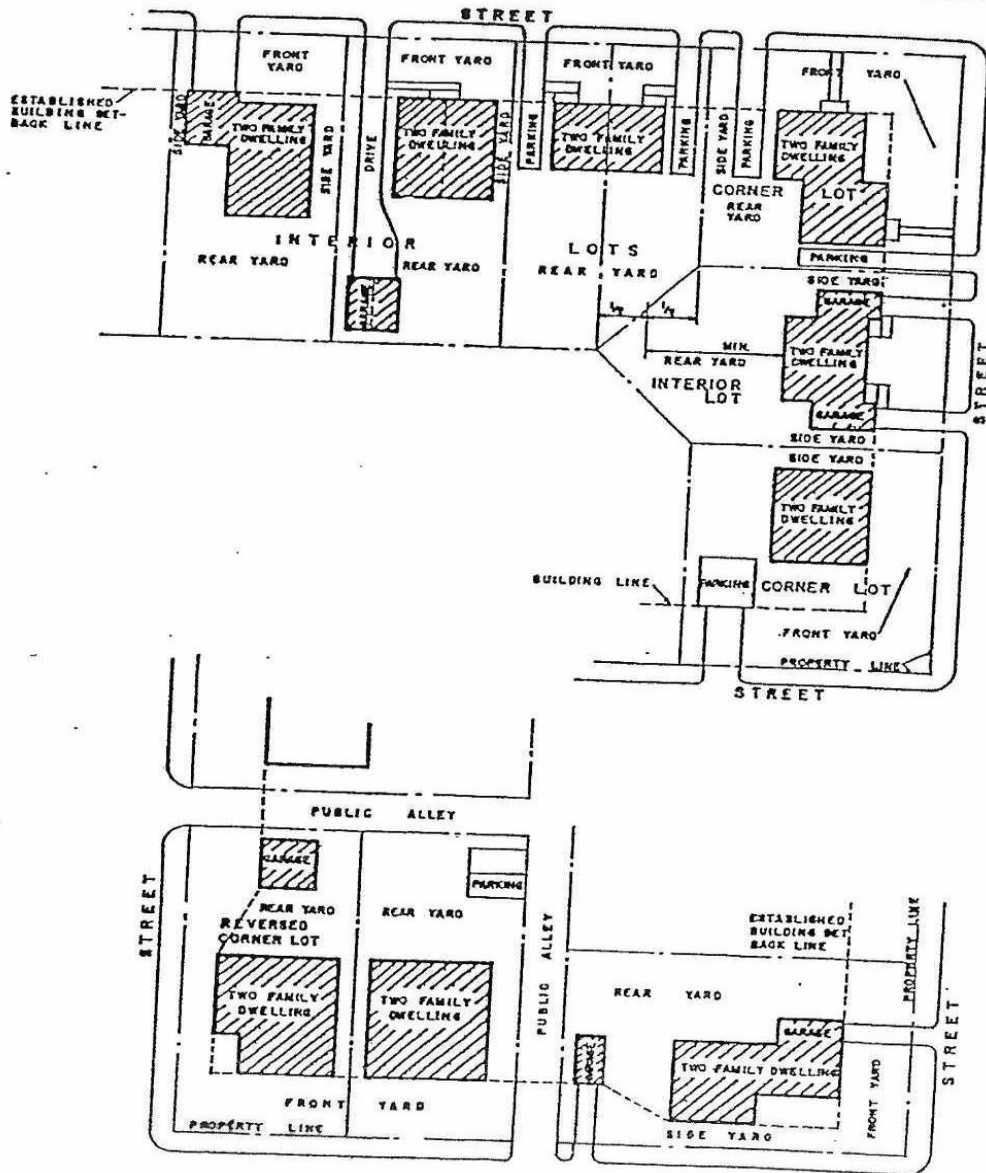 STREET
FRONT
YARD
FRONT YARD
FRONT YARD
FRONT YARD
ESTABLISHED
BUILDING SET-
BACK LINE
SIDE YARD
GARAGE
TWO FAMILY
DWELLING
SIDE YARD
DRIVE
TWO FAMILY
DWELLING
SIDE YARD
PARKING
TWO FAMILY
DWELLING
PARKING
SIDE YARD
PARKING
TWO FAMILY
DWELLING
CORNER
LOT
REAR
YARD
INTERIOR
LOTS
REAR YARD
REAR YARD
REAR YARD
PARKING
SIDE YARD
GARAGE
GARAGE
MIN.
REAR YARD
TWO FAMILY
DWELLING
INTERIOR
LOT
GARAGE
STREET
SIDE YARD
SIDE YARD
TWO FAMILY
DWELLING
BUILDING LINE
PARKING
CORNER LOT
FRONT YARD
PROPERTY LINE
STREET
PUBLIC ALLEY
STREET
GARAGE
PARKING
REAR YARD
REAR YARD
REVERSED
CORNER LOT
TWO FAMILY
DWELLING
TWO FAMILY
DWELLING
PUBLIC ALLEY
ESTABLISHED
BUILDING SET
BACK LINE
PROPERTY LINE
REAR YARD
GARAGE
GARAGE
TWO FAMILY DWELLING
STREET
FRONT YARD
FRONT YARD
PROPERTY LINE
SIDE YARD